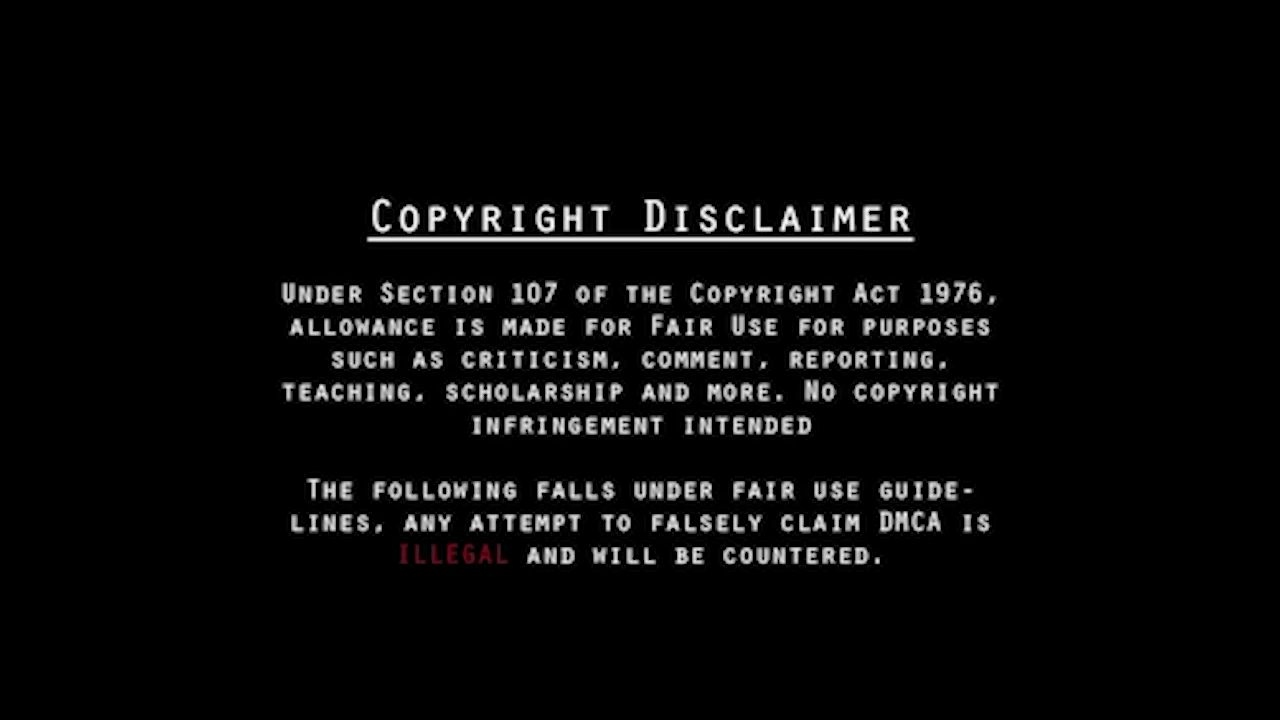 Copyright Disclaimer
Under Section 107 of the Copyright Act 1976,
allowance is made for Fair Use for purposes
such as criticism, comment, reporting,
teaching, scholarship and more. No copyright
infringement intended
The following falls under fair use guide-
lines, any attempt to falsely claim DMCA is
ILLEGAL and will be countered.